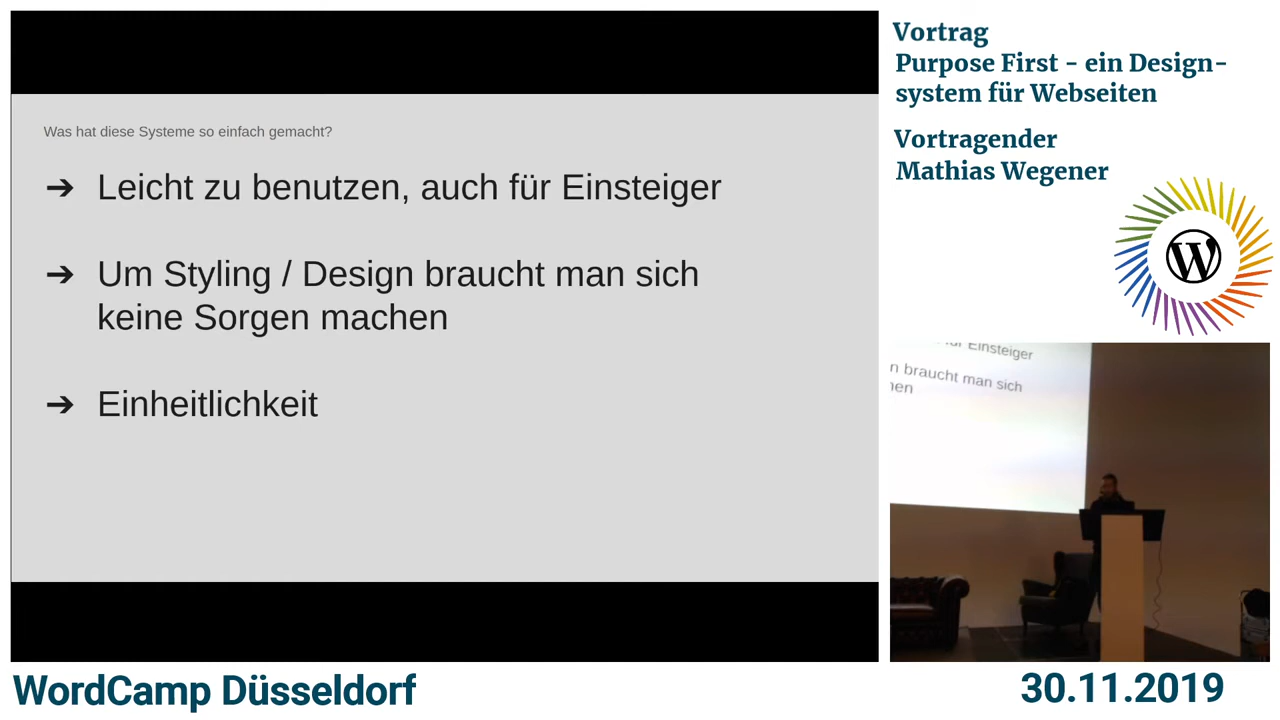 Was hat diese Systeme so einfach gemacht?
➔ Leicht zu benutzen, auch für Einsteiger
➔ Um Styling / Design braucht man sich
keine Sorgen machen
➔ Einheitlichkeit
Vortrag
Purpose First - ein Design-
system für Webseiten
Vortragender
Mathias Wegener
W
für Einsteiger
n braucht man sich
hen
WordCamp Düsseldorf
30.11.2019